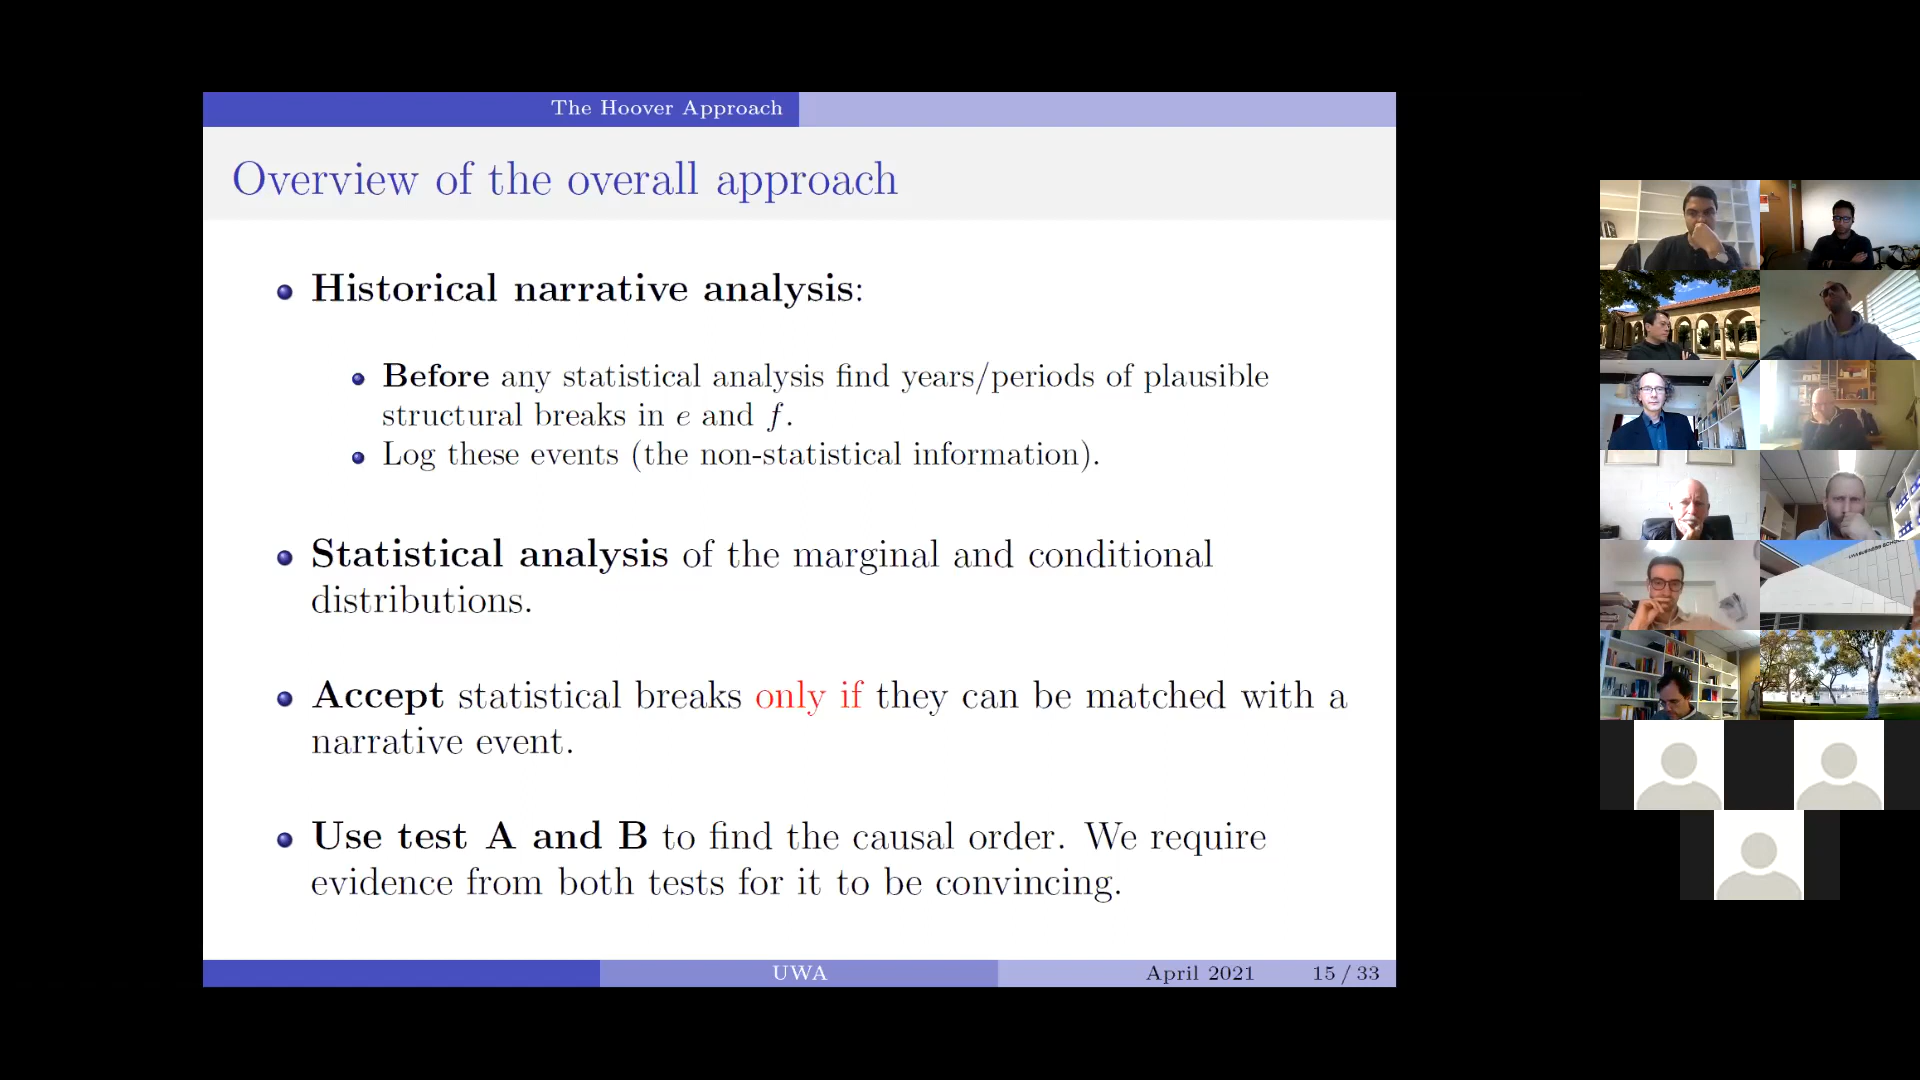 The Hoover Approach
Overview of the overall approach
Historical narrative analysis:
Before any statistical analysis find years/periods of plausible
structural breaks in e and f.
Log these events (the non-statistical information).
Statistical analysis of the marginal and conditional
distributions.
Accept statistical breaks only if they can be matched with a
narrative event.
Use test A and B to find the causal order. We require
evidence from both tests for it to be convincing.
UWA
April 2021
15 / 33